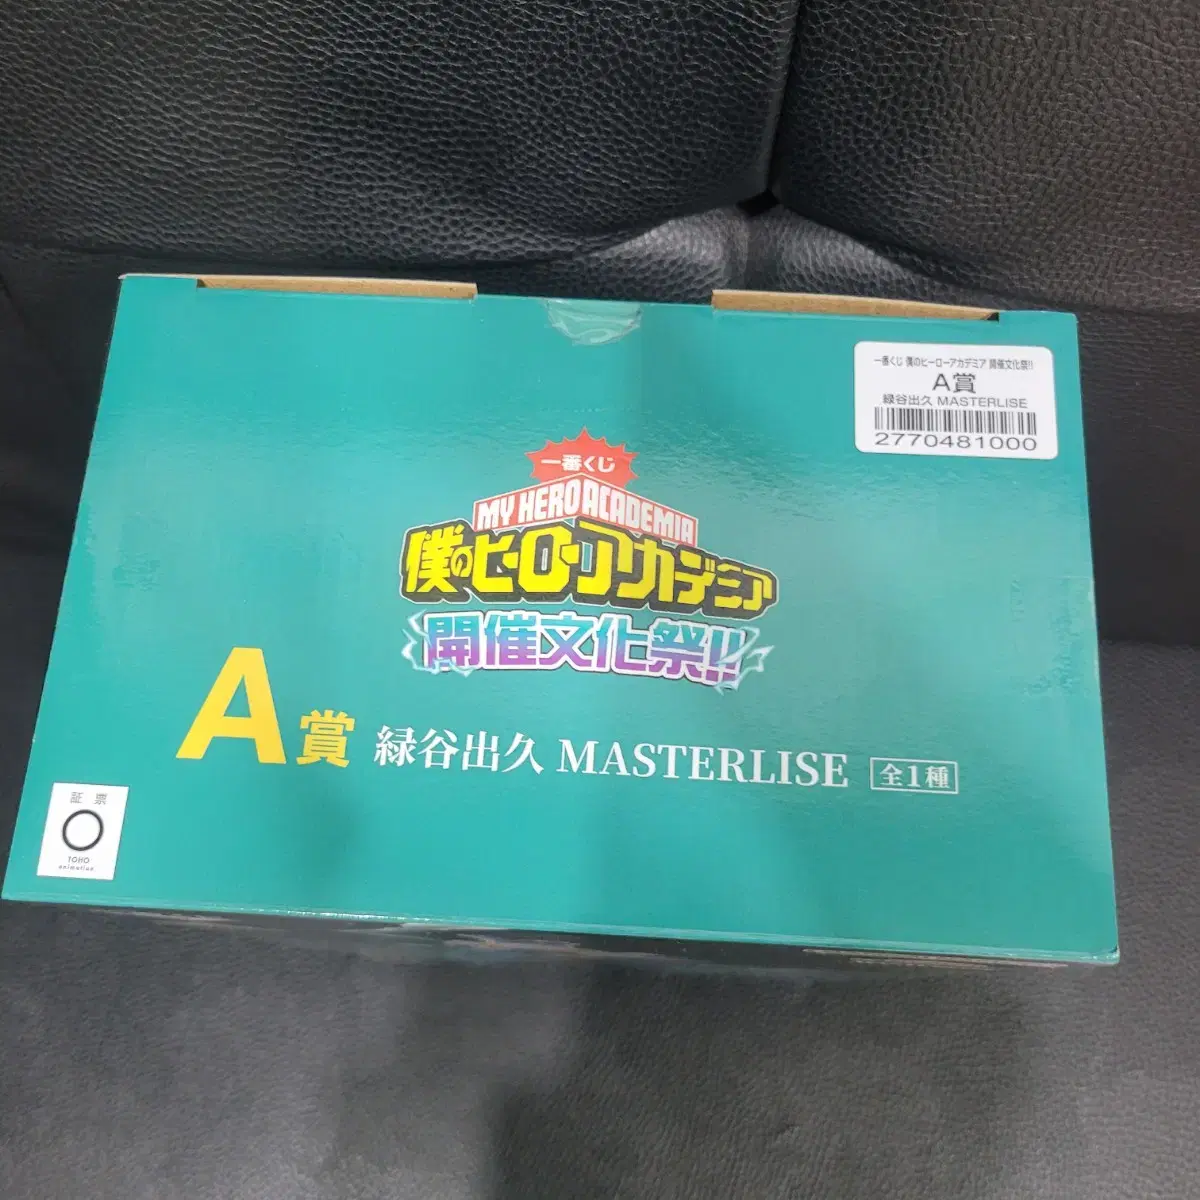 一番くじ 僕のヒーローアカデミア 開催文化祭!!
A賞
緑谷出久 MASTERLISE
2770481000
一番くじ
MY HERO ACADEMIA
僕のヒーローアカデミア
開催文化祭!!
A賞 緑谷出久 MASTERLISE 全1種
証票
TOHO
animation